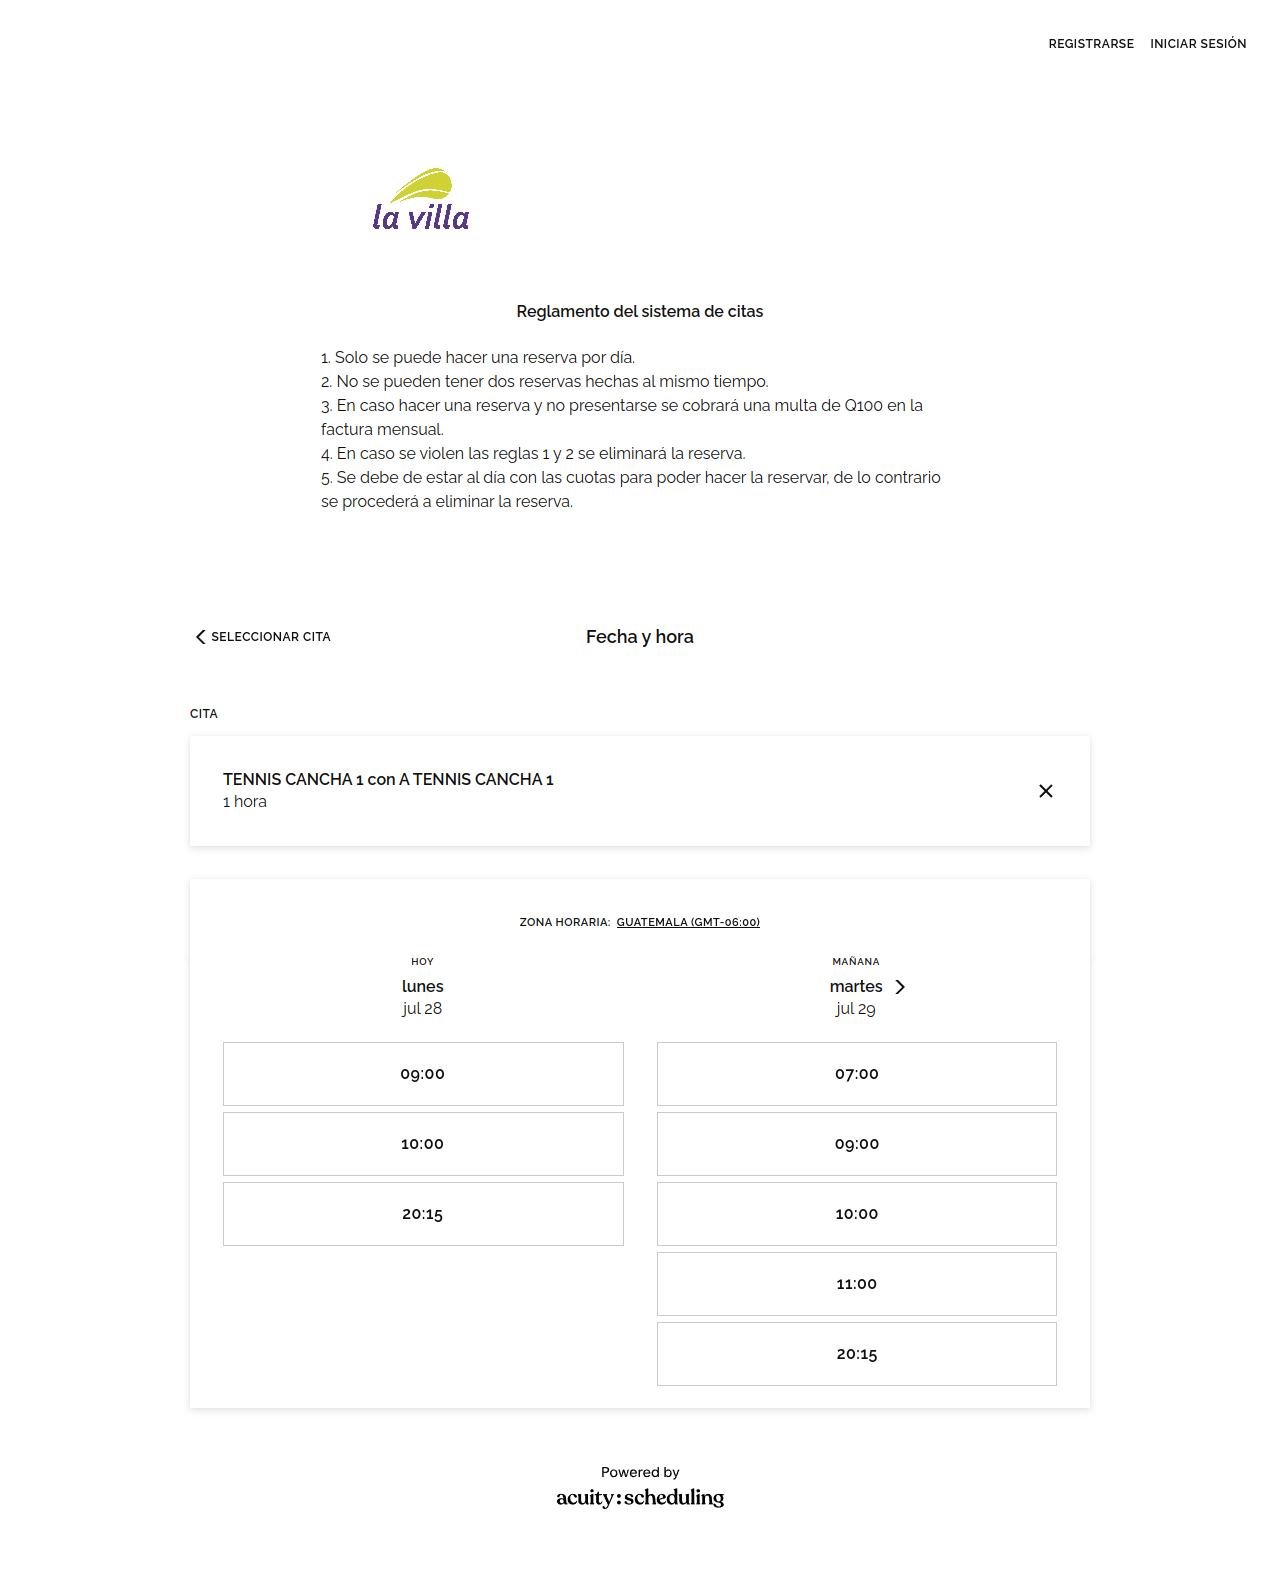 REGISTRARSE INICIAR SESIÓN
la villa
Reglamento del sistema de citas
1. Solo se puede hacer una reserva por día.
2. No se pueden tener dos reservas hechas al mismo tiempo.
3. En caso hacer una reserva y no presentarse se cobrará una multa de Q100 en la
factura mensual.
4. En caso se violen las reglas 1 y 2 se eliminará la reserva.
5. Se debe de estar al día con las cuotas para poder hacer la reservar, de lo contrario
se procederá a eliminar la reserva.
SELECCIONAR CITA
Fecha y hora
CITA
TENNIS CANCHA 1 con A TENNIS CANCHA 1
1 hora
ZONA HORARIA: GUATEMALA (GMT-06:00)
HOY
lunes
jul 28
09:00
10:00
20:15
MAÑANA
martes
jul 29
07:00
09:00
10:00
11:00
20:15
Powered by
acuity:scheduling